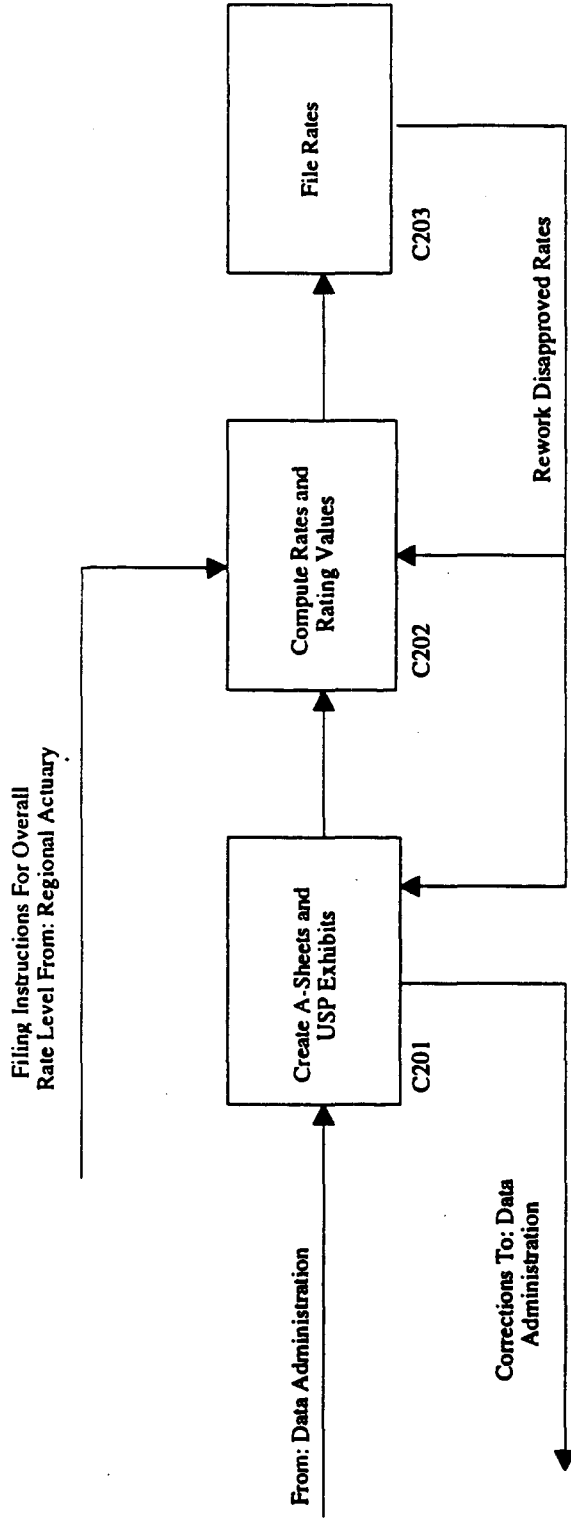 Filing Instructions For Overall
Rate Level From: Regional Actuary
From: Data Administration
Create A-Sheets and
USP Exhibits
C201
Compute Rates and
Rating Values
C202
File Rates
C203
Corrections To: Data
Administration
Rework Disapproved Rates